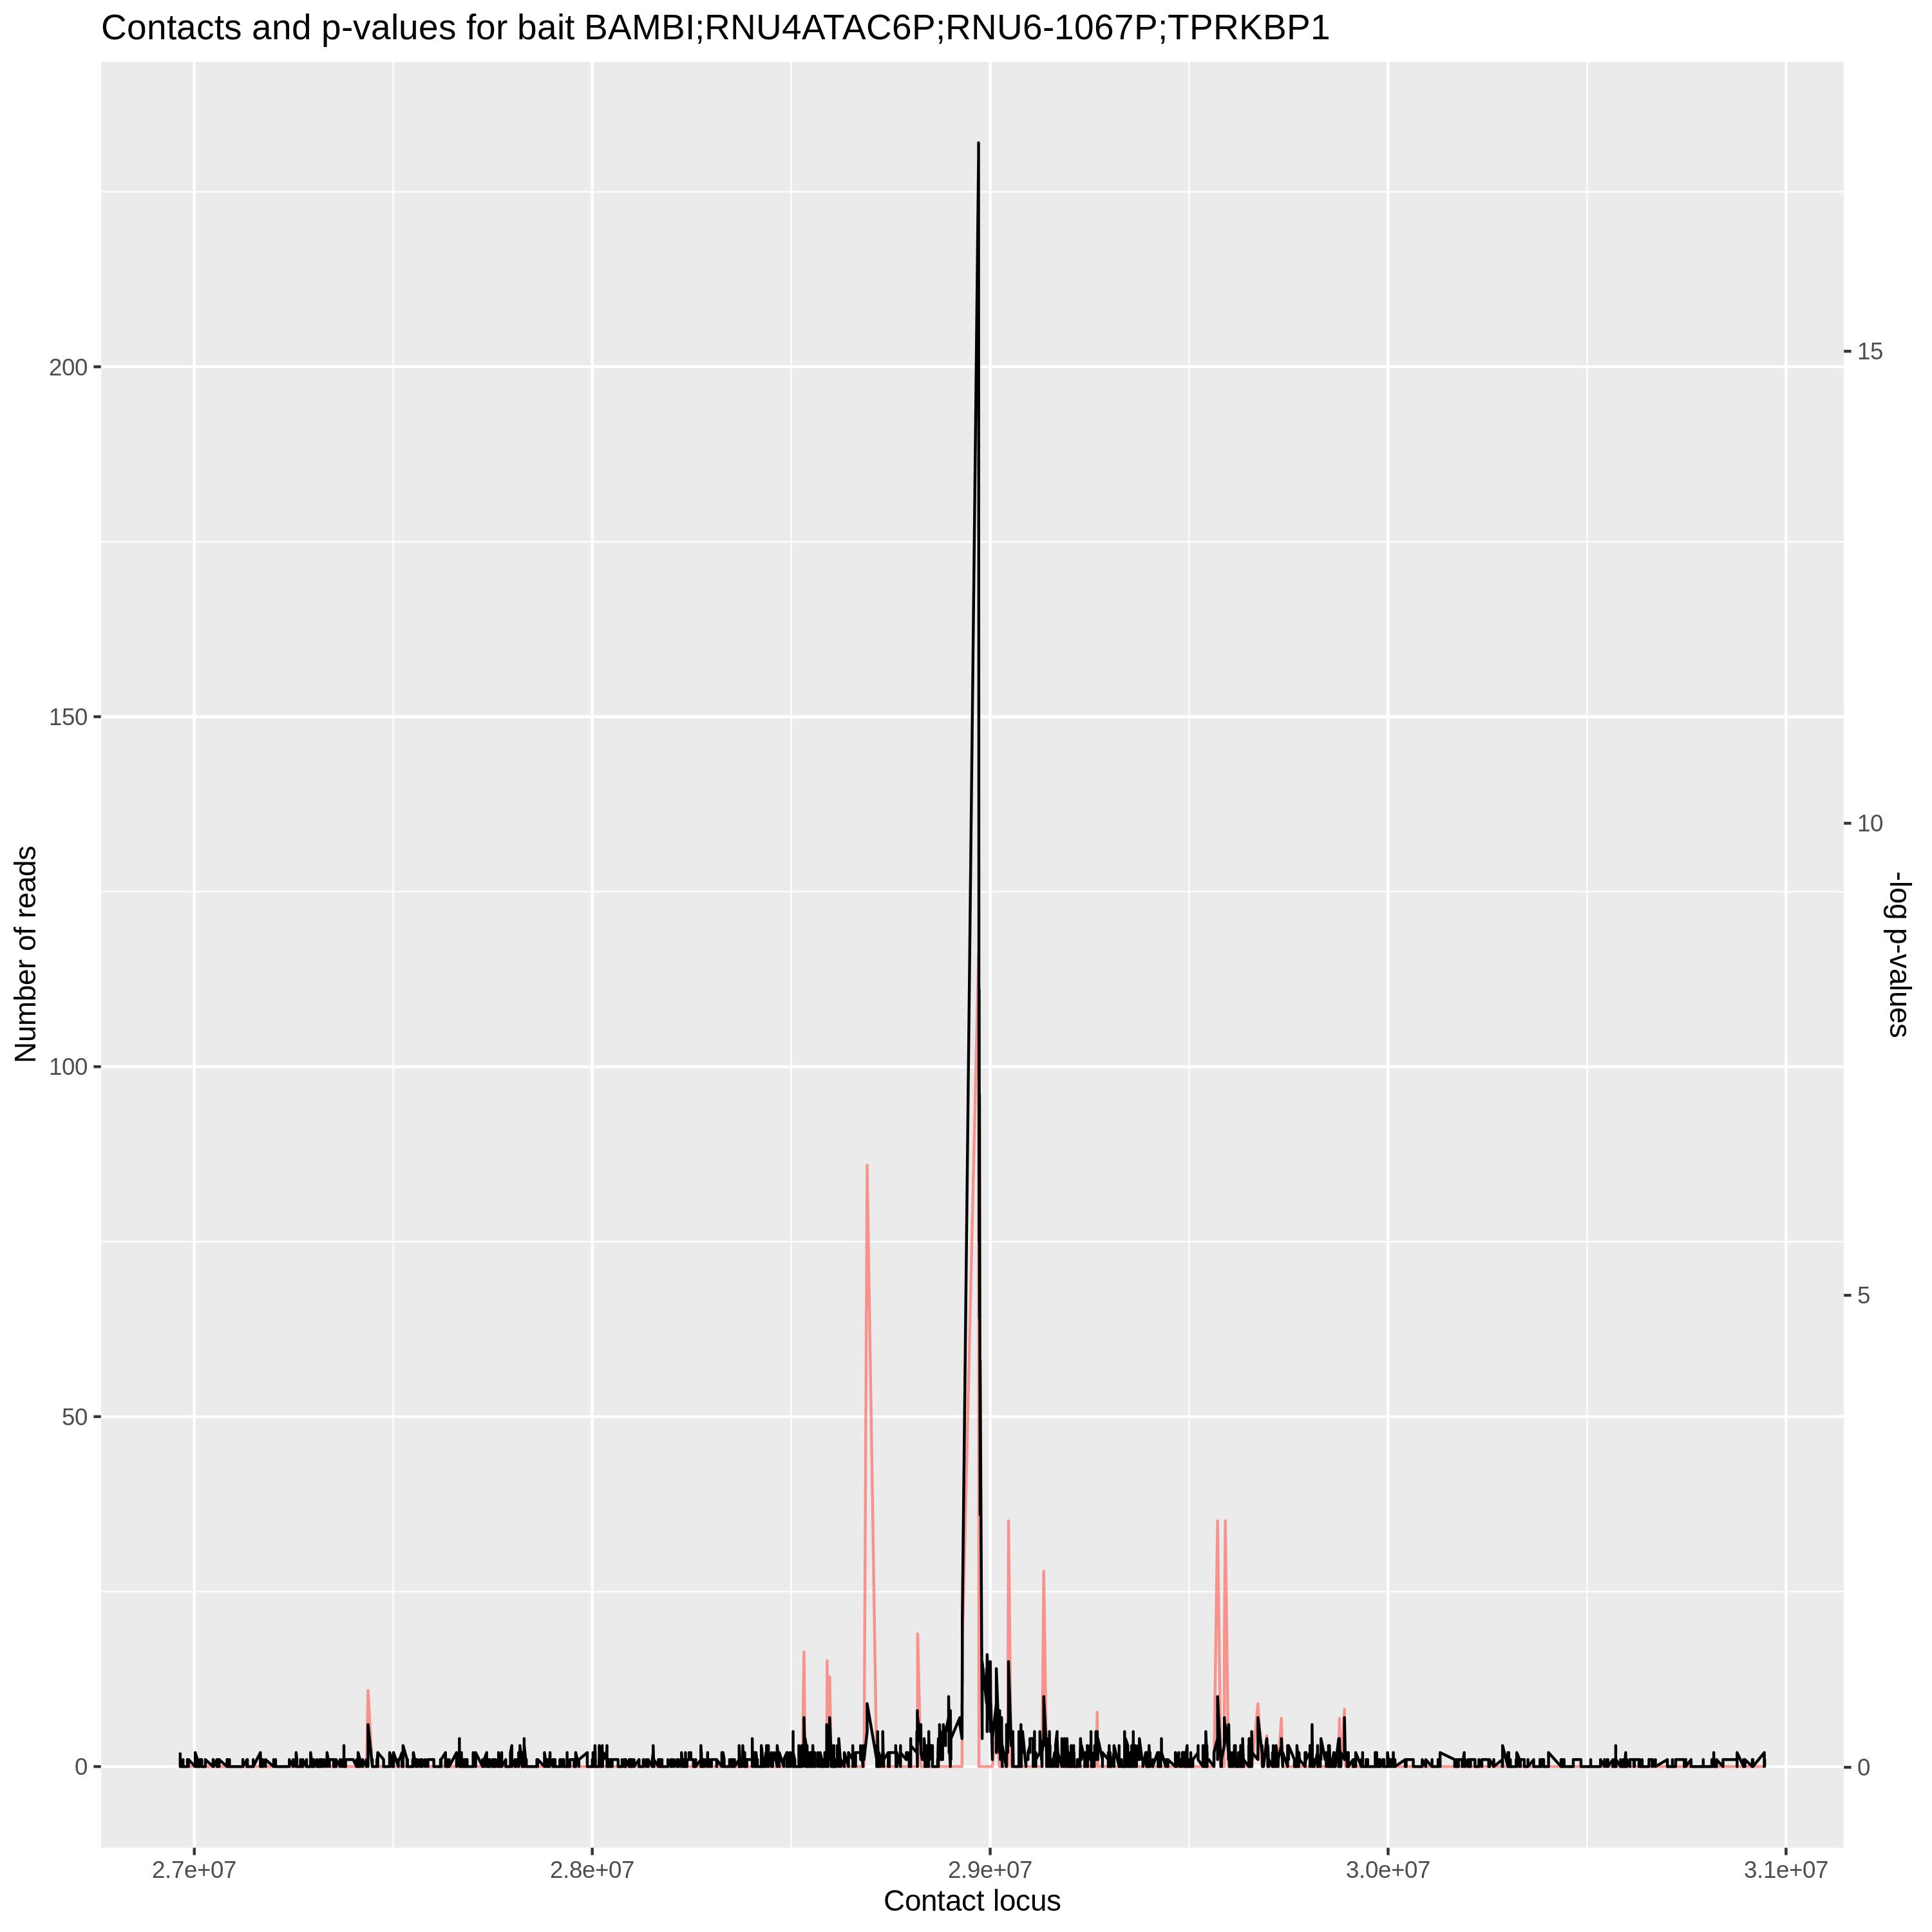 Contacts and p-values for bait BAMBI;RNU4ATAC6P;RNU6-1067P;TPRKBP1
200
150
100
50
0
Number of reads
15
10
5
0
-log p-values
2.7e+07 2.8e+07 2.9e+07 3.0e+07 3.1e+07
Contact locus